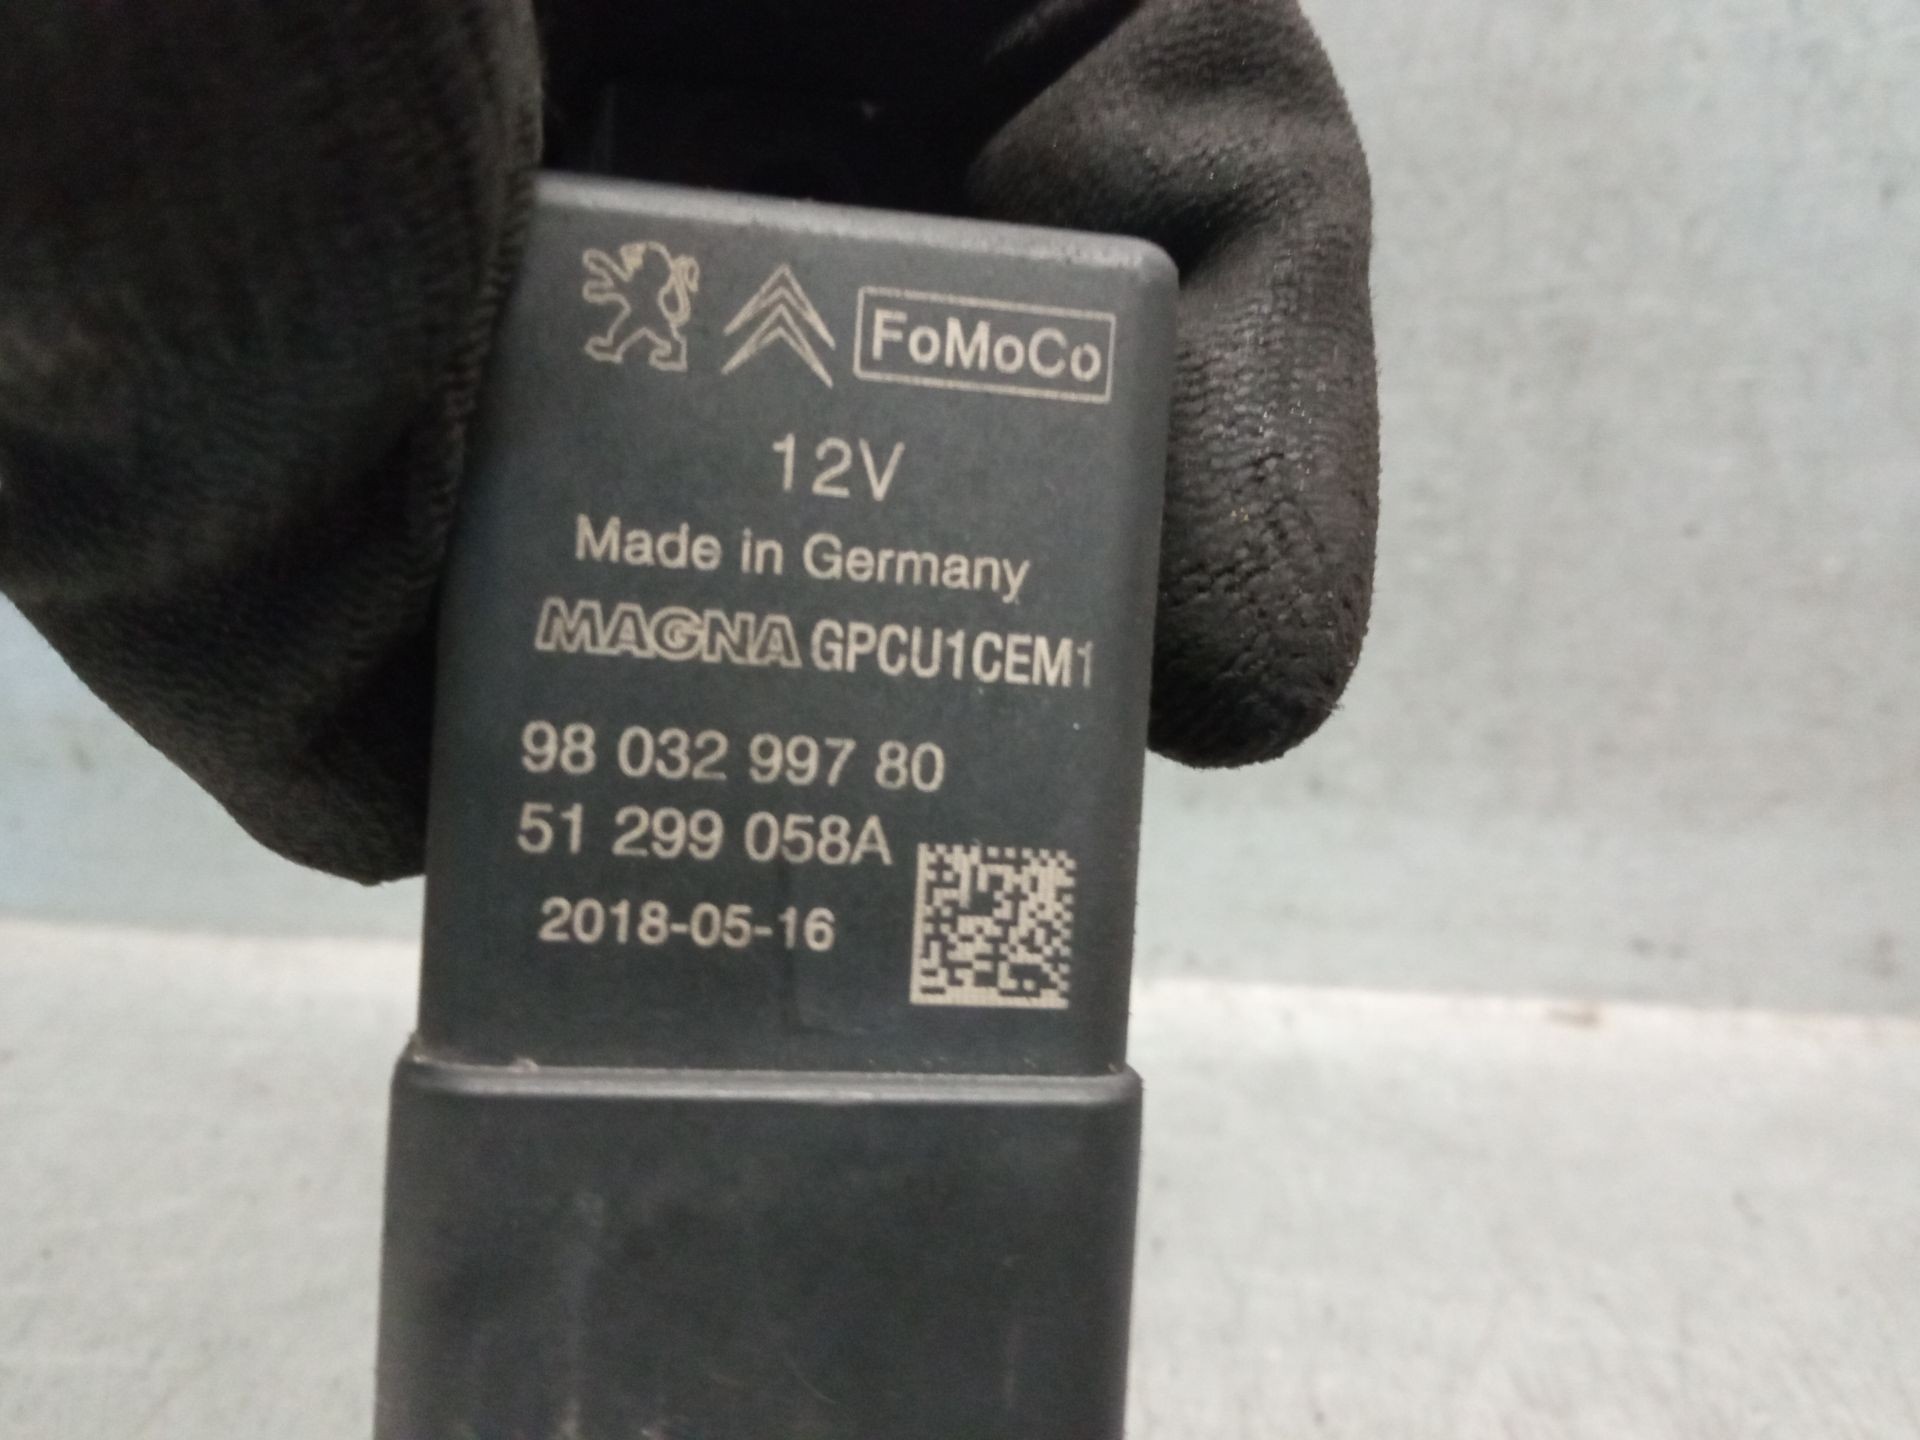 FoMoCo
12V
Made in Germany
MAGNA GPCU1CEM1
98 032 997 80
51 299 058A
2018-05-16